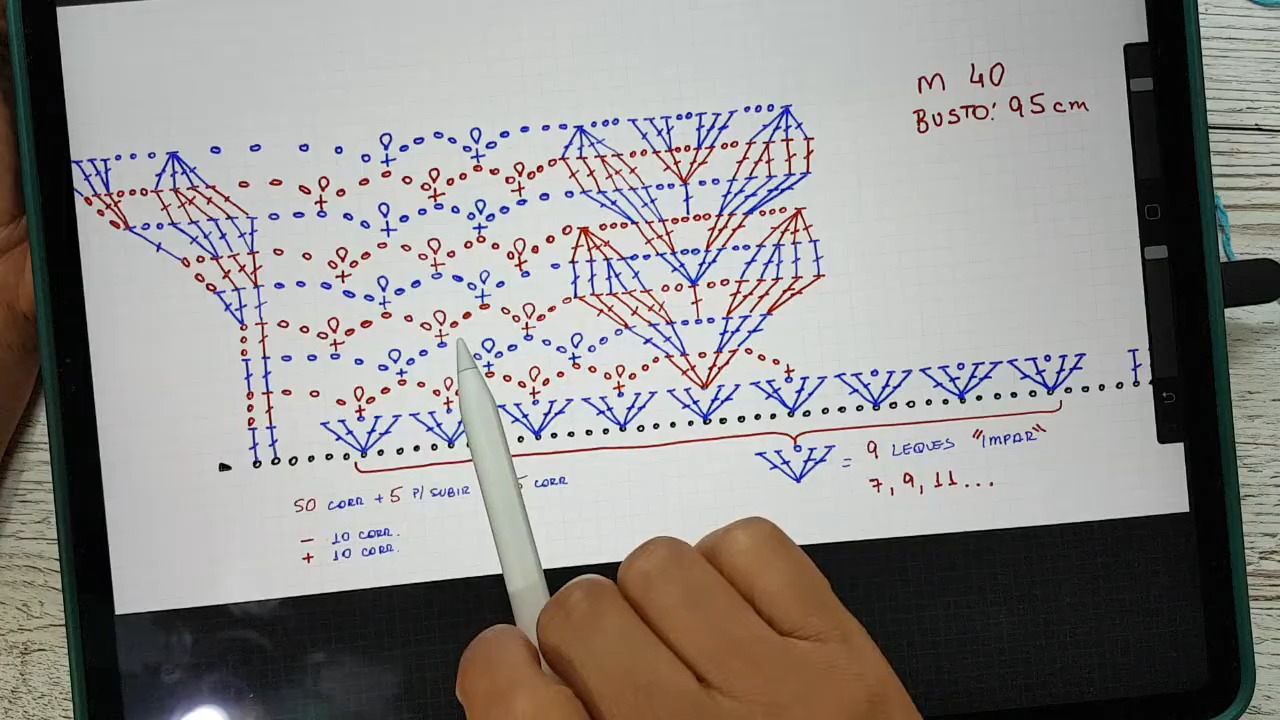 M 40
BUSTO: 95 cm
= 9 LEQUES "IMPAR"
7, 9, 11...
50 CORR + 5 P/ SUBIR 5 CORR
- 10 CORR.
+ 10 CORR.